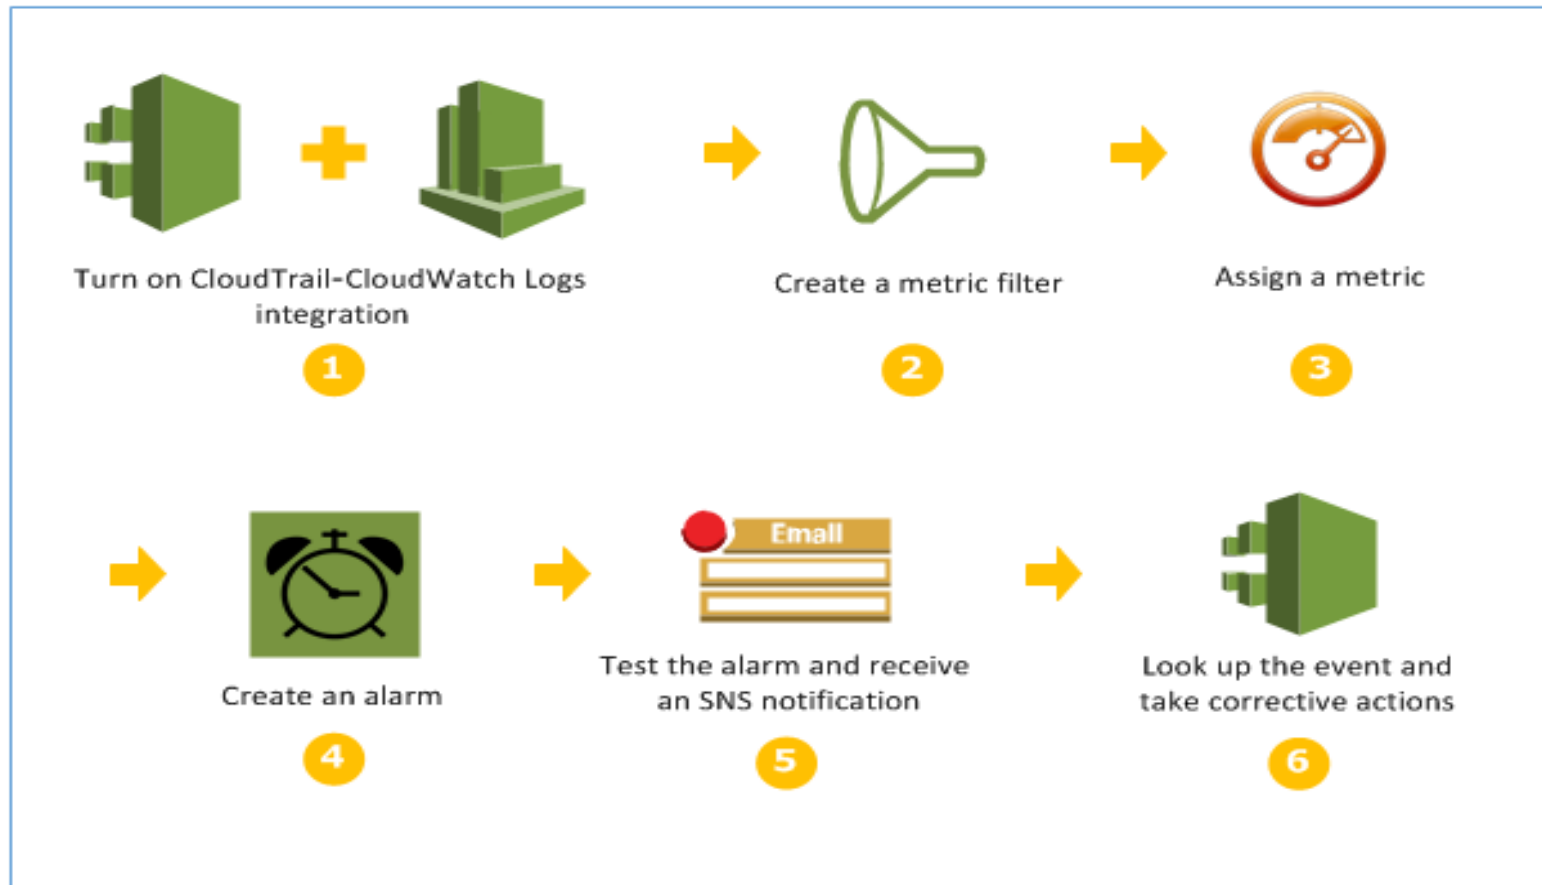 Turn on CloudTrail-CloudWatch Logs
integration
1
Create a metric filter
2
Assign a metric
3
Create an alarm
4
Email
Test the alarm and receive
an SNS notification
5
Look up the event and
take corrective actions
6